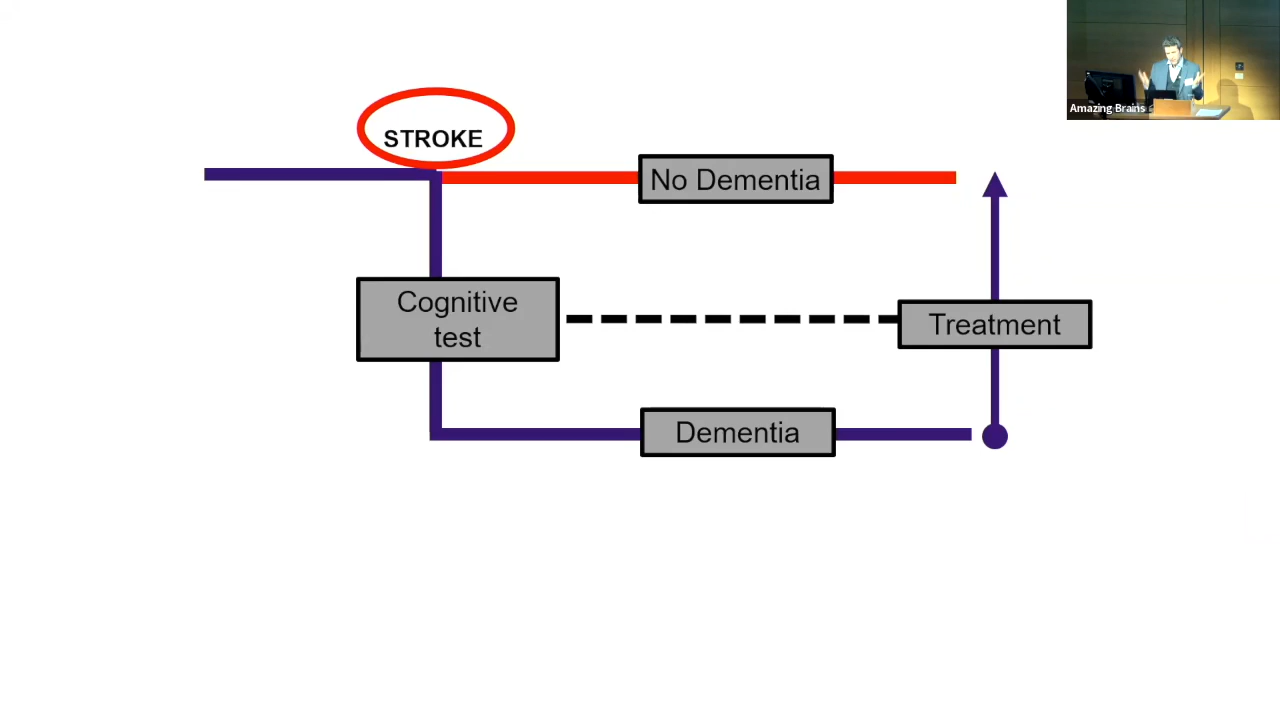 Amazing Brains
STROKE
No Dementia
Cognitive
test
Treatment
Dementia